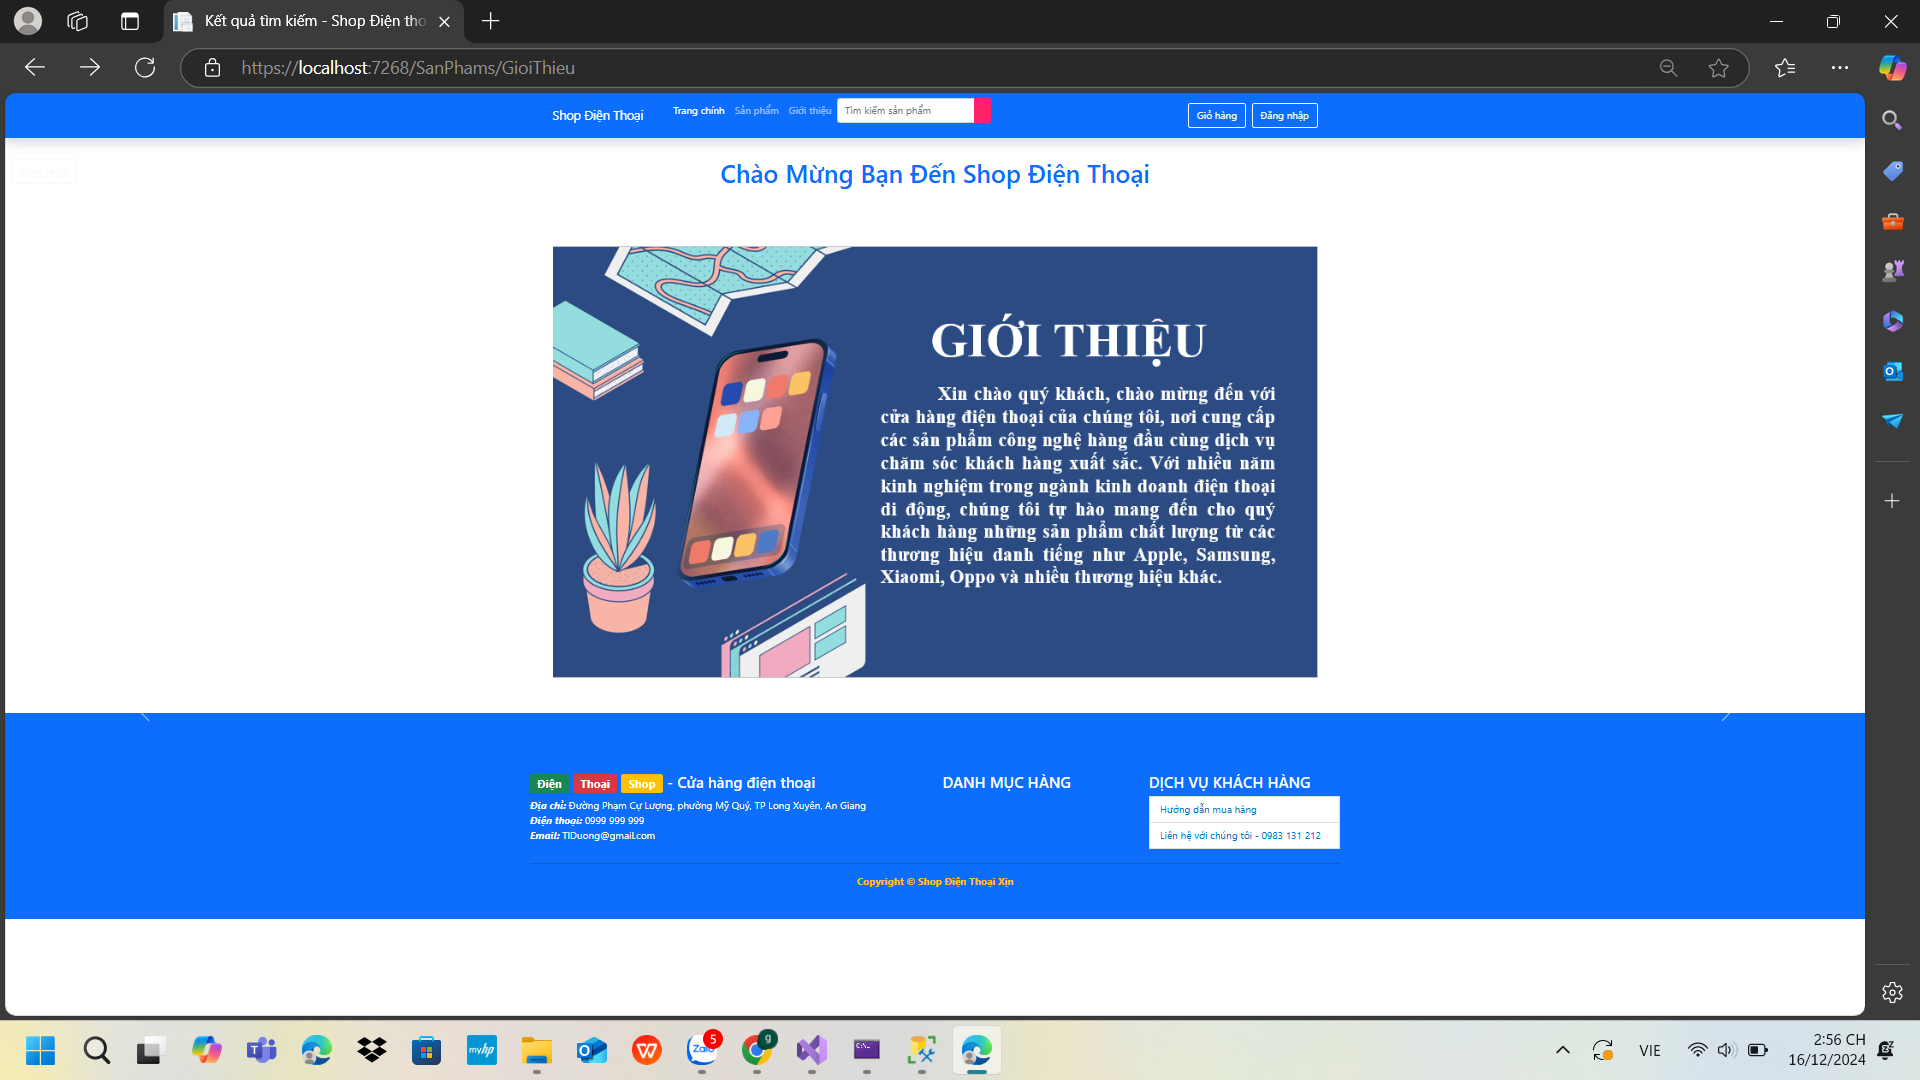 Kết quả tìm kiếm - Shop Điện tho
https://localhost:7268/SanPhams/GioiThieu
Shop Điện Thoại
Trang chính
Sản phẩm
Giới thiệu
Tìm kiếm sản phẩm
Giỏ hàng
Đăng nhập
Chào Mừng Bạn Đến Shop Điện Thoại
GIỚI THIỆU
Xin chào quý khách, chào mừng đến với
cửa hàng điện thoại của chúng tôi, nơi cung cấp
các sản phẩm công nghệ hàng đầu cùng dịch vụ
chăm sóc khách hàng xuất sắc. Với nhiều năm
kinh nghiệm trong ngành kinh doanh điện thoại
di động, chúng tôi tự hào mang đến cho quý
khách hàng những sản phẩm chất lượng từ các
thương hiệu danh tiếng như Apple, Samsung,
Xiaomi, Oppo và nhiều thương hiệu khác.
Điện Thoại Shop - Cửa hàng điện thoại
Địa chỉ: Đường Phạm Cự Lượng, phường Mỹ Quý, TP Long Xuyên, An Giang
Điện thoại: 0999 999 999
Email: TIDuong@gmail.com
DANH MỤC HÀNG
DỊCH VỤ KHÁCH HÀNG
Hướng dẫn mua hàng
Liên hệ với chúng tôi - 0983 131 212
Copyright © Shop Điện Thoại Xịn
myhp
Zalo
5
g
VIE
2:56 CH
16/12/2024